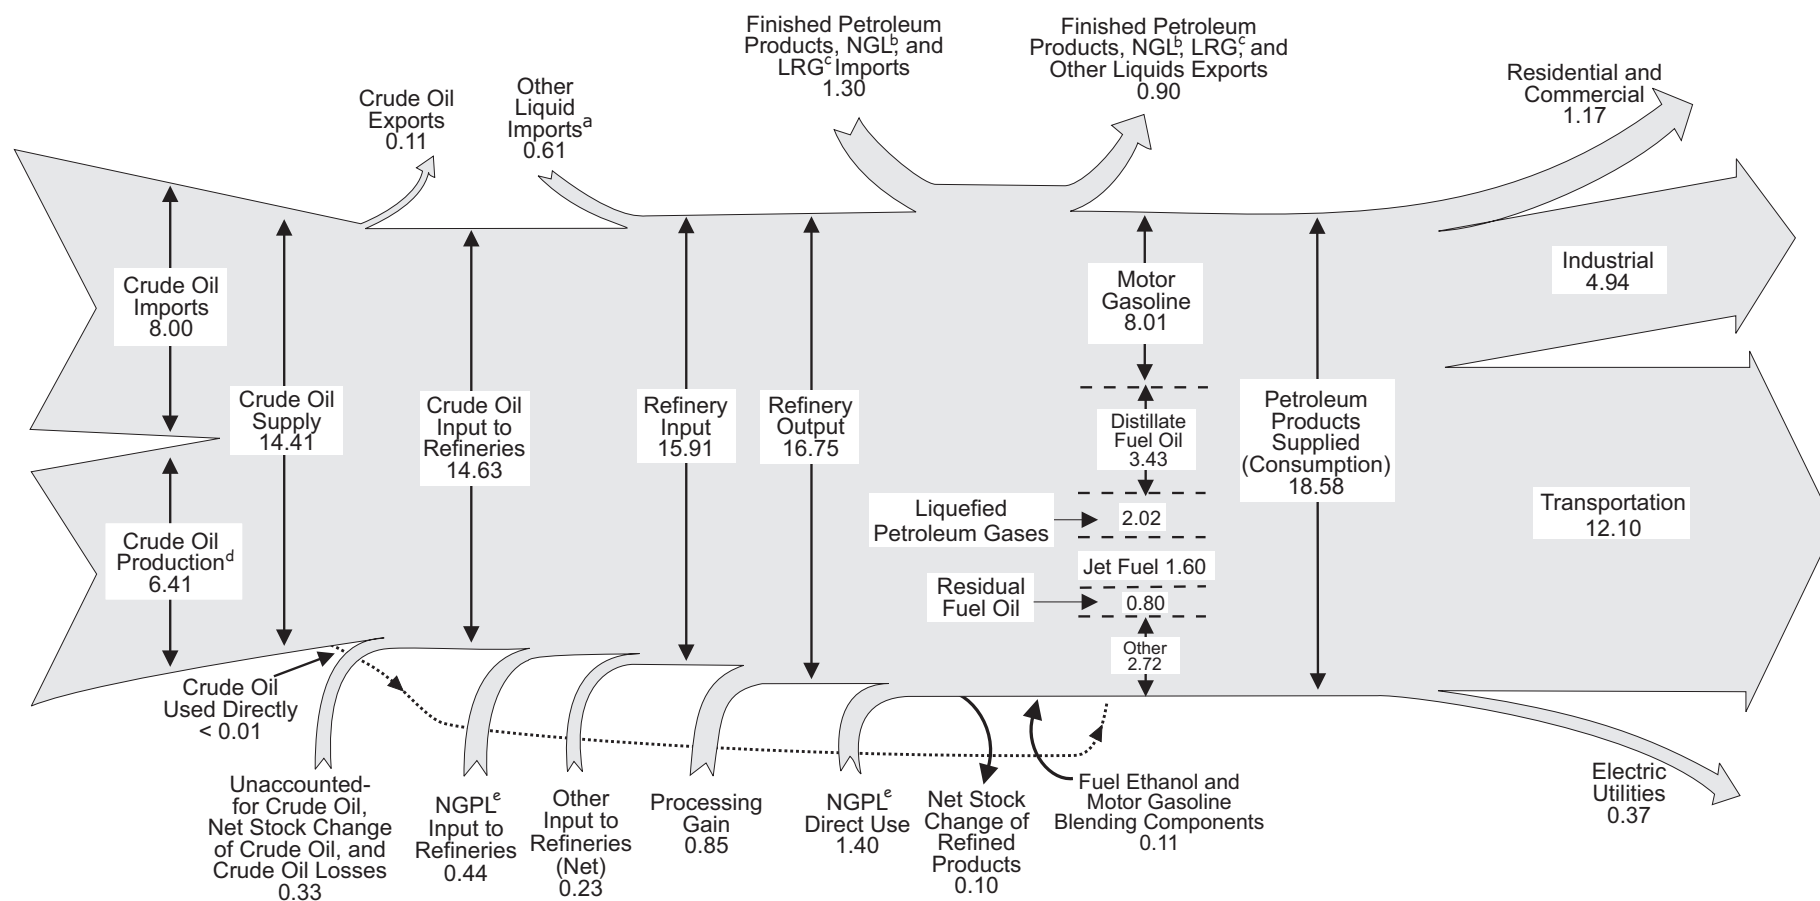 Finished Petroleum
Products, NGLb, and
LRGc Imports
1.30
Finished Petroleum
Products, NGLb, LRGc, and
Other Liquids Exports
0.90
Residential and
Commercial
1.17
Crude Oil
Exports
0.11
Other
Liquid
Importsa
0.61
Crude Oil
Imports
8.00
Crude Oil
Supply
14.41
Crude Oil
Input to
Refineries
14.63
Refinery
Input
15.91
Refinery
Output
16.75
Motor
Gasoline
8.01
Distillate
Fuel Oil
3.43
Liquefied
Petroleum Gases
2.02
Jet Fuel 1.60
Residual
Fuel Oil
0.80
Other
2.72
Petroleum
Products
Supplied
(Consumption)
18.58
Industrial
4.94
Transportation
12.10
Crude Oil
Productiond
6.41
Crude Oil
Used Directly
< 0.01
Unaccounted-
for Crude Oil,
Net Stock Change
of Crude Oil, and
Crude Oil Losses
0.33
NGPLe
Input to
Refineries
0.44
Other
Input to
Refineries
(Net)
0.23
Processing
Gain
0.85
NGPLe
Direct Use
1.40
Net Stock
Change of
Refined
Products
0.10
Fuel Ethanol and
Motor Gasoline
Blending Components
0.11
Electric
Utilities
0.37